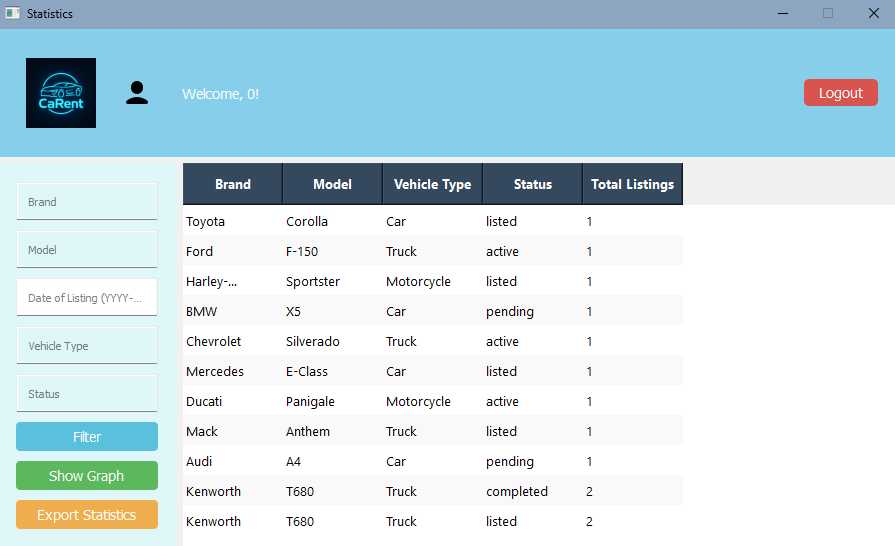 Statistics
CaRent
Welcome, 0!
Logout
Brand
Model
Date of Listing (YYYY-...
Vehicle Type
Status
Filter
Show Graph
Export Statistics
Brand Model Vehicle Type Status Total Listings
Toyota Corolla Car listed 1
Ford F-150 Truck active 1
Harley-... Sportster Motorcycle listed 1
BMW X5 Car pending 1
Chevrolet Silverado Truck active 1
Mercedes E-Class Car listed 1
Ducati Panigale Motorcycle active 1
Mack Anthem Truck listed 1
Audi A4 Car pending 1
Kenworth T680 Truck completed 2
Kenworth T680 Truck listed 2